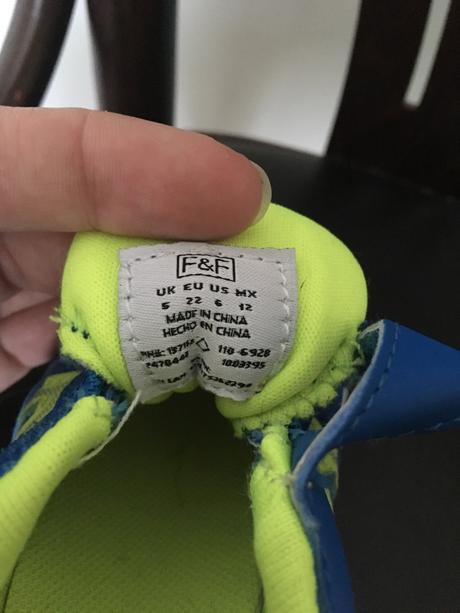 F&F
UK EU US MX
5 22 6 12
MADE IN CHINA
HECHO EN CHINA
110-6928
1003395